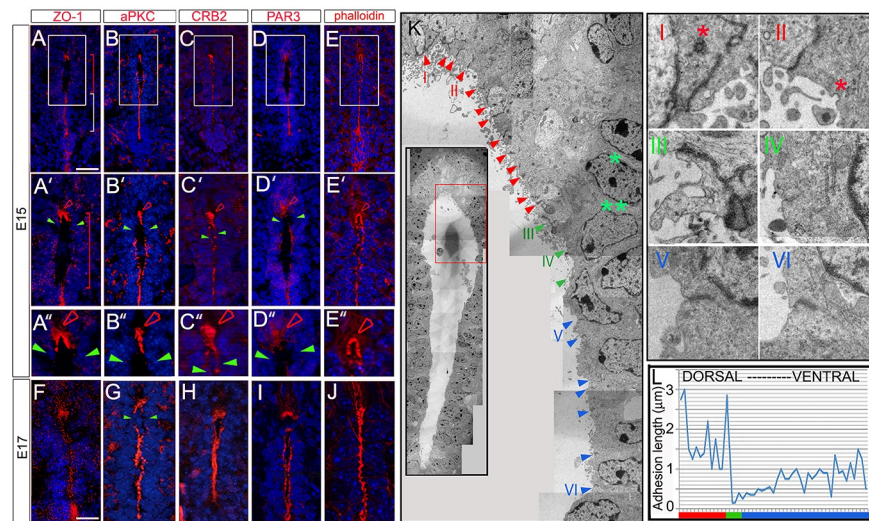 ZO-1 aPKC CRB2 PAR3 phalloidin
E15
A B C D E
A′ B′ C′ D′ E′
A″ B″ C″ D″ E″
E17
F G H I J
K
I
II
*
**
III
IV
V
VI
I * II *
III IV
V VI
L
DORSAL ---------- VENTRAL
Adhesion length (µm)
3
2
1
0